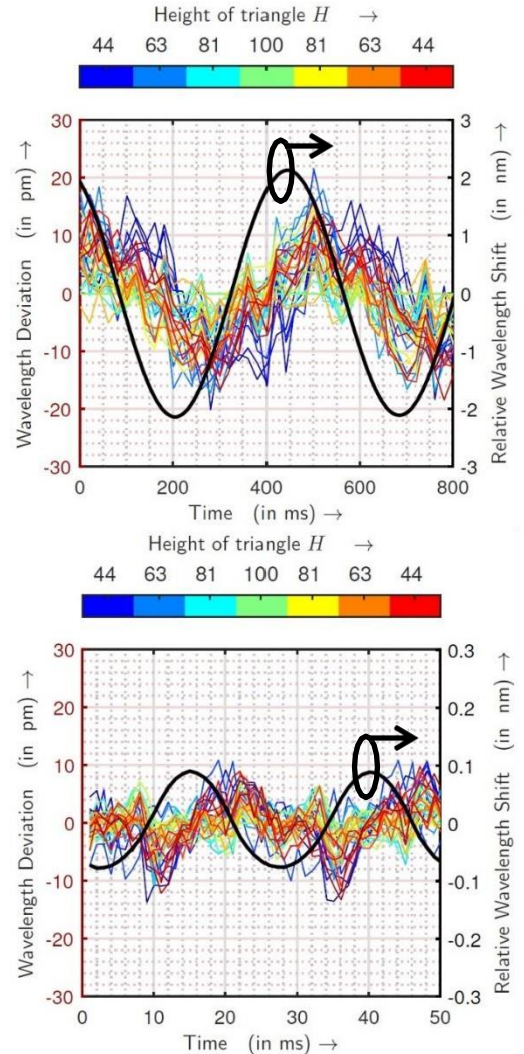 Height of triangle H →
44 63 81 100 81 63 44
30 3
20 2
10 1
0 0
-10 -1
-20 -2
-30 -3
Wavelength Deviation (in pm) →
Relative Wavelength Shift (in nm) →
0 200 400 600 800
Time (in ms) →
Height of triangle H →
44 63 81 100 81 63 44
30 0.3
20 0.2
10 0.1
0 0
-10 -0.1
-20 -0.2
-30 -0.3
Wavelength Deviation (in pm) →
Relative Wavelength Shift (in nm) →
0 10 20 30 40 50
Time (in ms) →